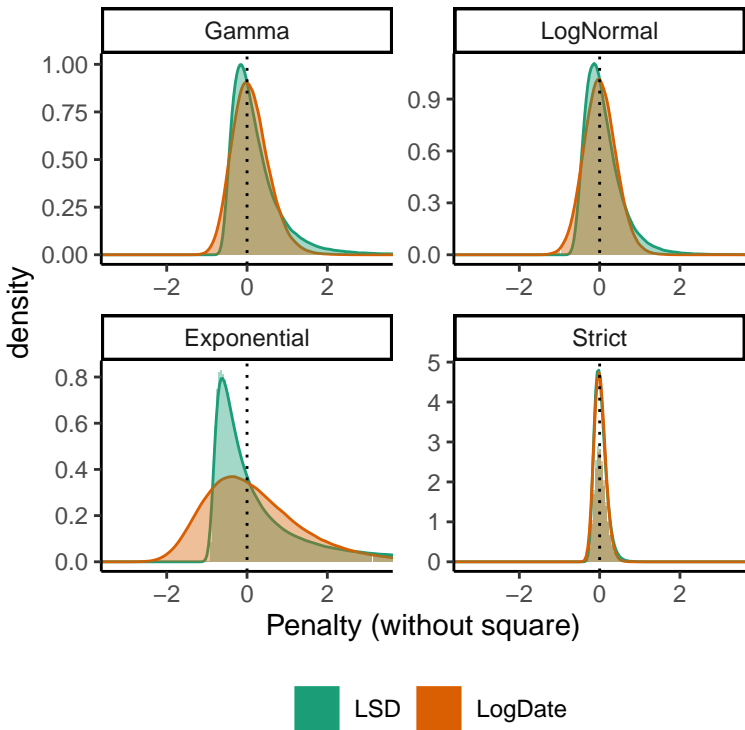 Gamma
LogNormal
1.00
0.75
0.50
0.25
0.00
0.9
0.6
0.3
0.0
−2 0 2
−2 0 2
density
Exponential
Strict
0.8
0.6
0.4
0.2
0.0
5
4
3
2
1
0
−2 0 2
−2 0 2
Penalty (without square)
LSD LogDate